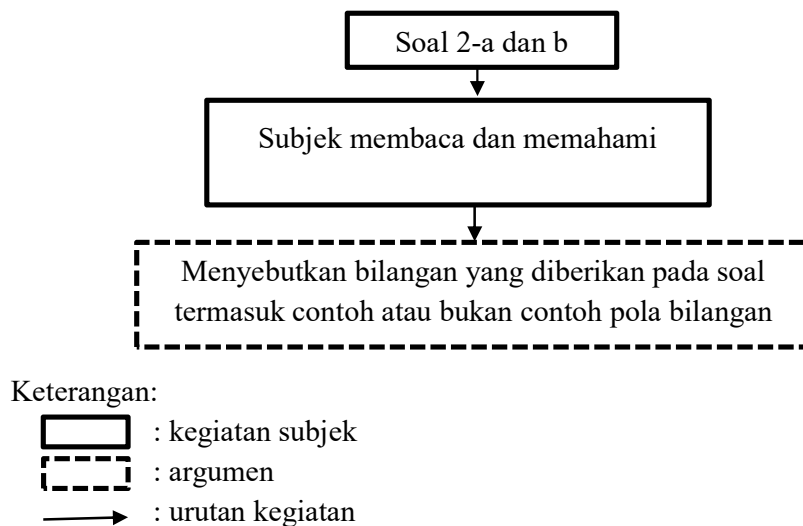 Soal 2-a dan b
Subjek membaca dan memahami
Menyebutkan bilangan yang diberikan pada soal
termasuk contoh atau bukan contoh pola bilangan
Keterangan:
: kegiatan subjek
: argumen
: urutan kegiatan